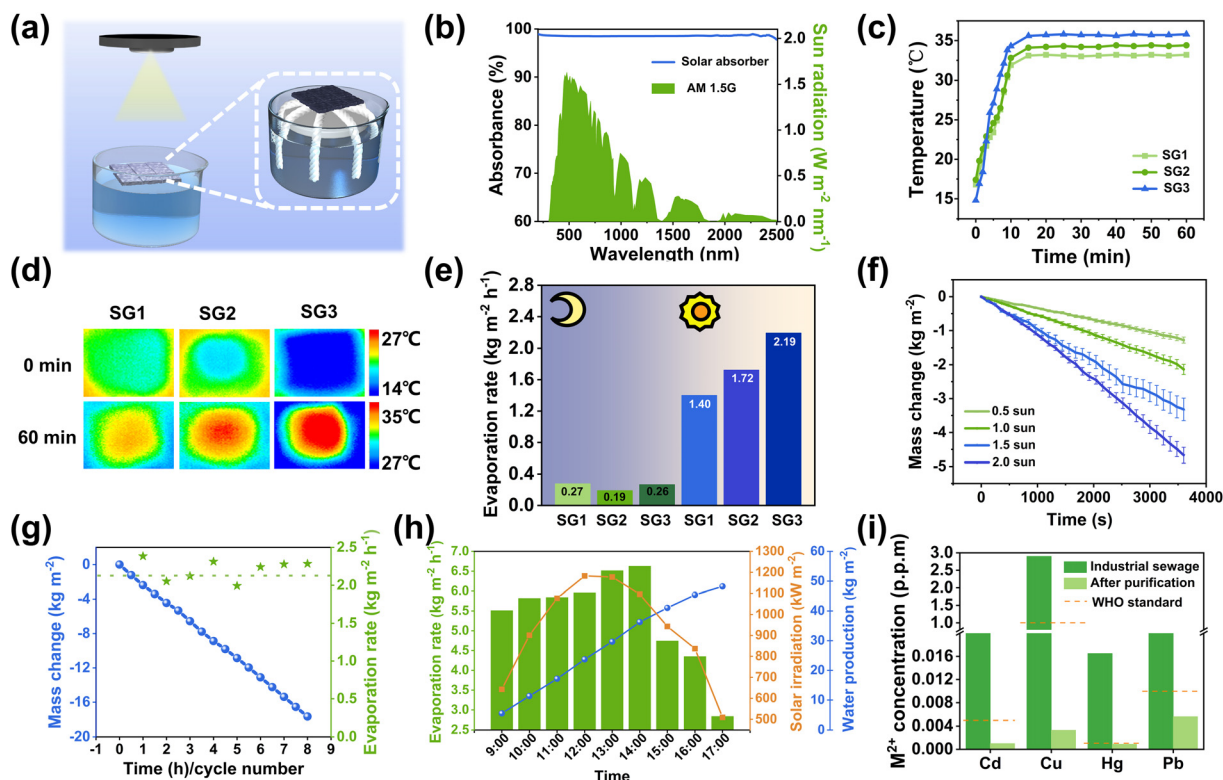 (a)
(b)
Absorbance (%)
100
90
80
70
60
Solar absorber
AM 1.5G
2.0
1.5
1.0
0.5
0.0
Sun radiation (W m⁻² nm⁻¹)
500 1000 1500 2000 2500
Wavelength (nm)
(c)
Temperature (℃)
35
30
25
20
15
SG1
SG2
SG3
0 10 20 30 40 50 60
Time (min)
(d)
SG1 SG2 SG3
0 min
27℃
14℃
60 min
35℃
27℃
(e)
Evaporation rate (kg m⁻² h⁻¹)
2.8
2.4
2.0
1.6
1.2
0.8
0.4
0.0
0.27
0.19
0.26
1.40
1.72
2.19
SG1 SG2 SG3 SG1 SG2 SG3
(f)
Mass change (kg m⁻²)
0
-1
-2
-3
-4
-5
0.5 sun
1.0 sun
1.5 sun
2.0 sun
0 1000 2000 3000 4000
Time (s)
(g)
Mass change (kg m⁻²)
0
-4
-8
-12
-16
-20
2.5
2.0
1.5
1.0
0.5
0.0
Evaporation rate (kg m⁻² h⁻¹)
-1 0 1 2 3 4 5 6 7 8 9
Time (h)/cycle number
(h)
Evaporation rate (kg m⁻² h⁻¹)
7.0
6.5
6.0
5.5
5.0
4.5
4.0
3.5
3.0
2.5
1300
1200
1100
1000
900
800
700
600
500
Solar irradiation (kW m⁻²)
60
50
40
30
20
10
0
Water production (kg m⁻²)
9:00 10:00 11:00 12:00 13:00 14:00 15:00 16:00 17:00
Time
(i)
M²⁺ concentration (p.p.m)
3.0
2.5
2.0
1.5
1.0
0.016
0.012
0.008
0.004
0.000
Industrial sewage
After purification
WHO standard
Cd Cu Hg Pb